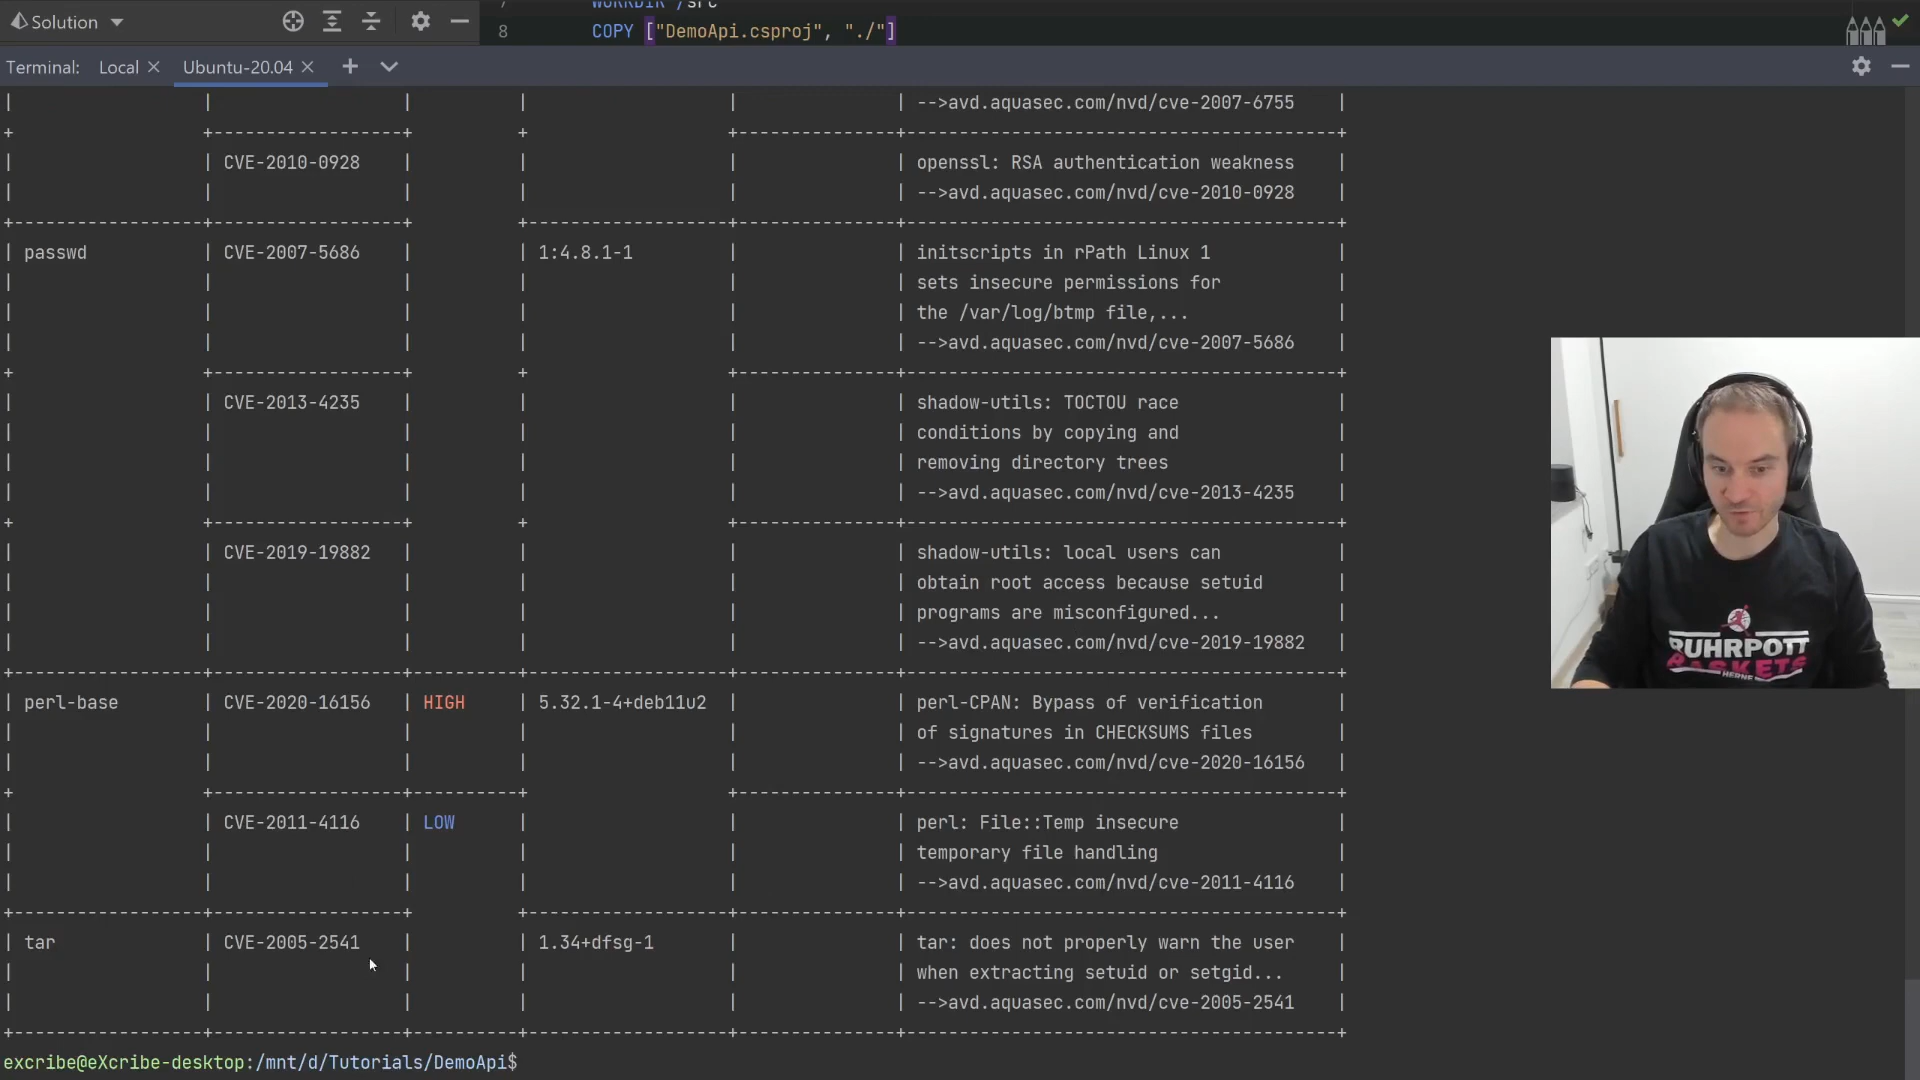 Solution
7 WORKDIR /src
8 COPY ["DemoApi.csproj", "./"]
Terminal: Local Ubuntu-20.04
| | | | | | -->avd.aquasec.com/nvd/cve-2007-6755 |
+ +------------------+ + +----------------+-----------------------------------------+
| | CVE-2010-0928 | | | | openssl: RSA authentication weakness |
| | | | | | -->avd.aquasec.com/nvd/cve-2010-0928 |
+------------------+------------------+ +-------------------+---------------+-----------------------------------------+
| passwd | CVE-2007-5686 | | 1:4.8.1-1 | | initscripts in rPath Linux 1 |
| | | | | | sets insecure permissions for |
| | | | | | the /var/log/btmp file,... |
| | | | | | -->avd.aquasec.com/nvd/cve-2007-5686 |
+ +------------------+ + +---------------+-----------------------------------------+
| | CVE-2013-4235 | | | | shadow-utils: TOCTOU race |
| | | | | | conditions by copying and |
| | | | | | removing directory trees |
| | | | | | -->avd.aquasec.com/nvd/cve-2013-4235 |
+ +------------------+ + +---------------+-----------------------------------------+
| | CVE-2019-19882 | | | | shadow-utils: local users can |
| | | | | | obtain root access because setuid |
| | | | | | programs are misconfigured... |
| | | | | | -->avd.aquasec.com/nvd/cve-2019-19882 |
+------------------+------------------+----------+-------------------+---------------+-----------------------------------------+
| perl-base | CVE-2020-16156 | HIGH | 5.32.1-4+deb11u2 | | perl-CPAN: Bypass of verification |
| | | | | | of signatures in CHECKSUMS files |
| | | | | | -->avd.aquasec.com/nvd/cve-2020-16156 |
+ +------------------+----------+ +---------------+-----------------------------------------+
| | CVE-2011-4116 | LOW | | | perl: File::Temp insecure |
| | | | | | temporary file handling |
| | | | | | -->avd.aquasec.com/nvd/cve-2011-4116 |
+------------------+------------------+ +-------------------+---------------+-----------------------------------------+
| tar | CVE-2005-2541 | | 1.34+dfsg-1 | | tar: does not properly warn the user |
| | | | | | when extracting setuid or setgid... |
| | | | | | -->avd.aquasec.com/nvd/cve-2005-2541 |
+------------------+------------------+----------+-------------------+---------------+-----------------------------------------+
excribe@eXcribe-desktop:/mnt/d/Tutorials/DemoApi$
RUHRPOTT
BASKETS
HERNE